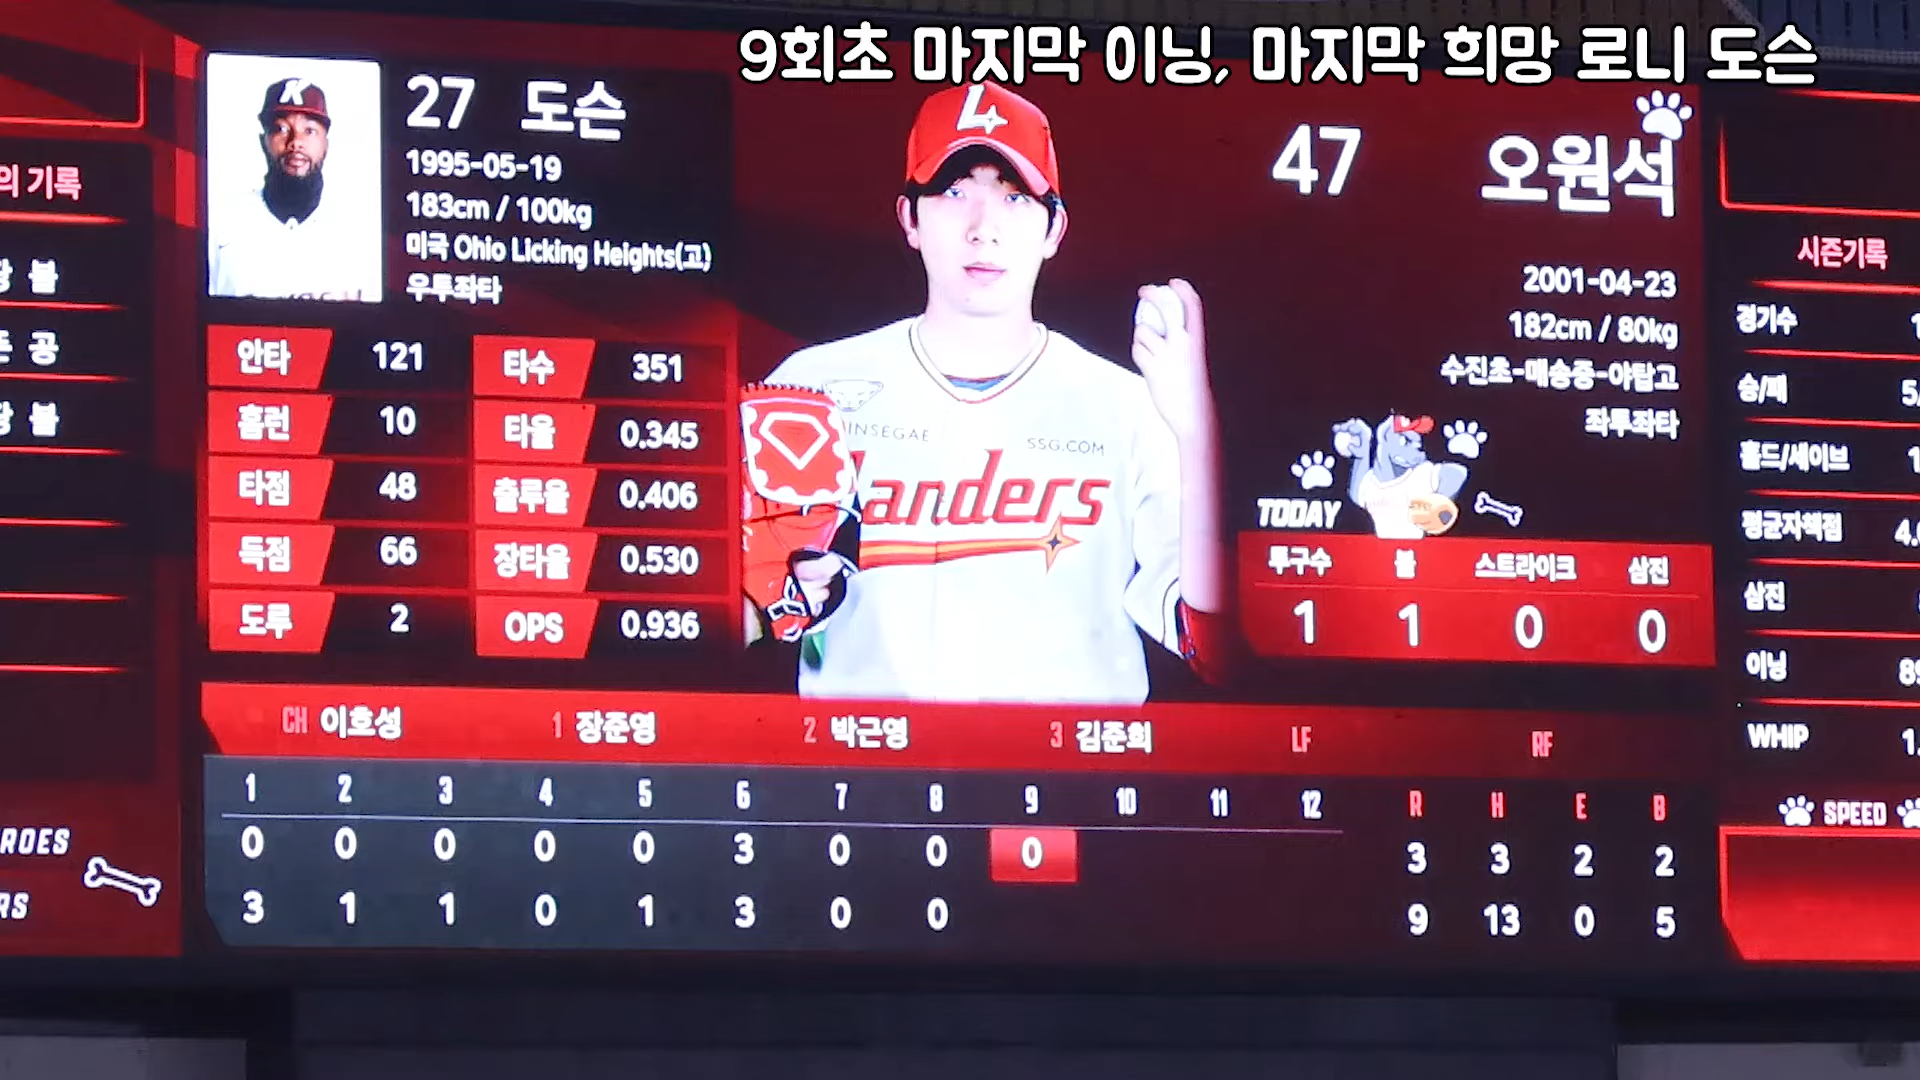 9회초 마지막 이닝, 마지막 희망 로니 도슨
27 도슨
1995-05-19
183cm / 100kg
미국 Ohio Licking Heights(고)
우투좌타
안타 121 타수 351
홈런 10 타율 0.345
타점 48 출루율 0.406
득점 66 장타율 0.530
도루 2 OPS 0.936
K
L
INSEGAE
SSG.COM
Landers
47 오원석
2001-04-23
182cm / 80kg
수진초-매송중-야탑고
좌투좌타
TODAY
투구수 볼 스트라이크 삼진
1 1 0 0
의 기록
볼
공
볼
시즌기록
경기수
승/패 5
홀드/세이브
평균자책점 4.
삼진
이닝 8
WHIP 1.
SPEED
CH 이호성 1 장준영 2 박근영 3 김준희 LF RF
1 2 3 4 5 6 7 8 9 10 11 12 R H E B
ROES 0 0 0 0 0 3 0 0 0 3 3 2 2
RS 3 1 1 0 1 3 0 0 9 13 0 5